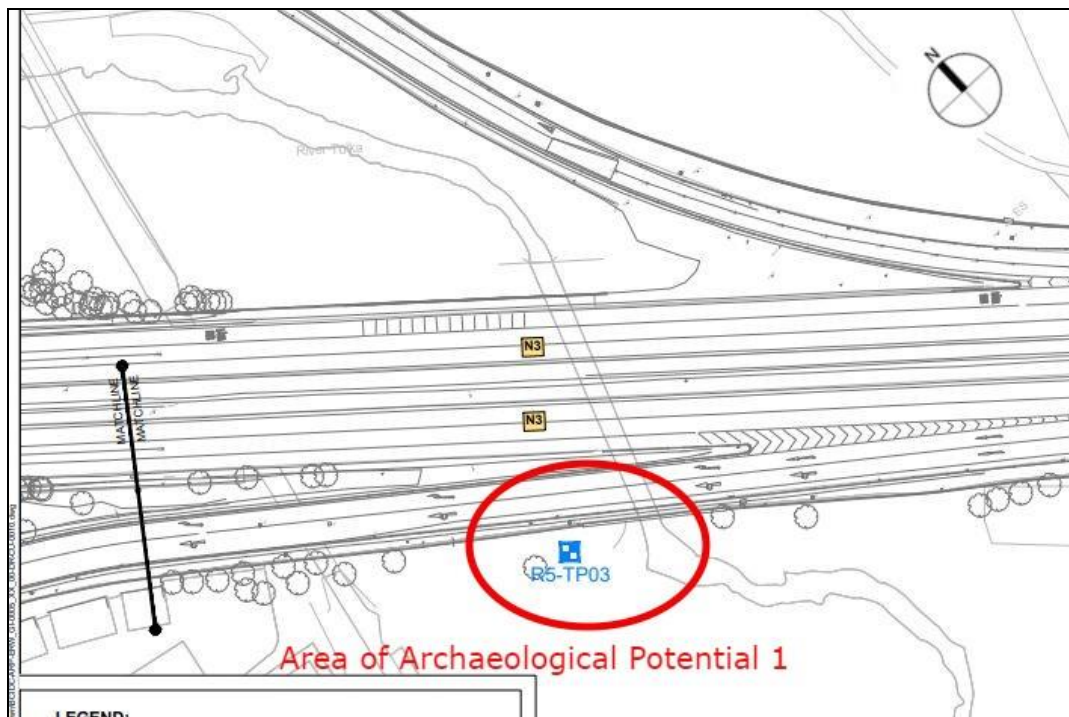 N
River Tolka
N3
MATCHLINE
MATCHLINE
N3
R5-TP03
Area of Archaeological Potential 1
LEGEND: